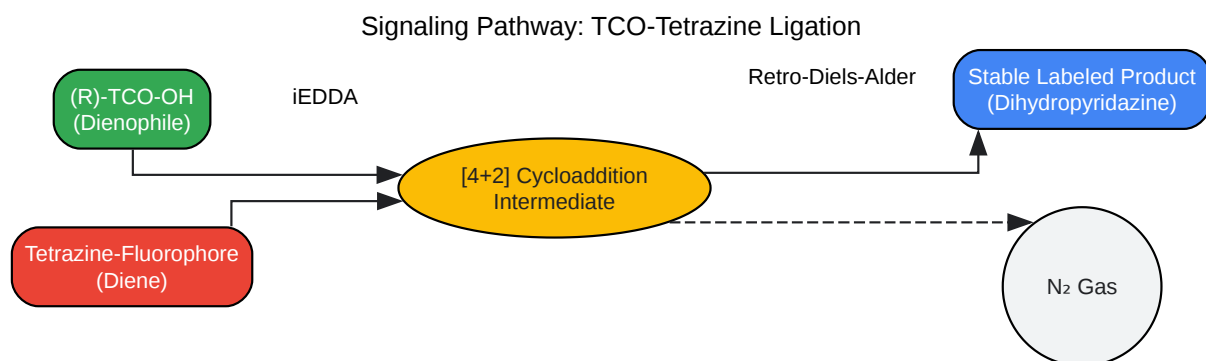 Signaling Pathway: TCO-Tetrazine Ligation
(R)-TCO-OH
(Dienophile)
iEDDA
Retro-Diels-Alder
Stable Labeled Product
(Dihydropyridazine)
[4+2] Cycloaddition
Intermediate
Tetrazine-Fluorophore
(Diene)
N₂ Gas